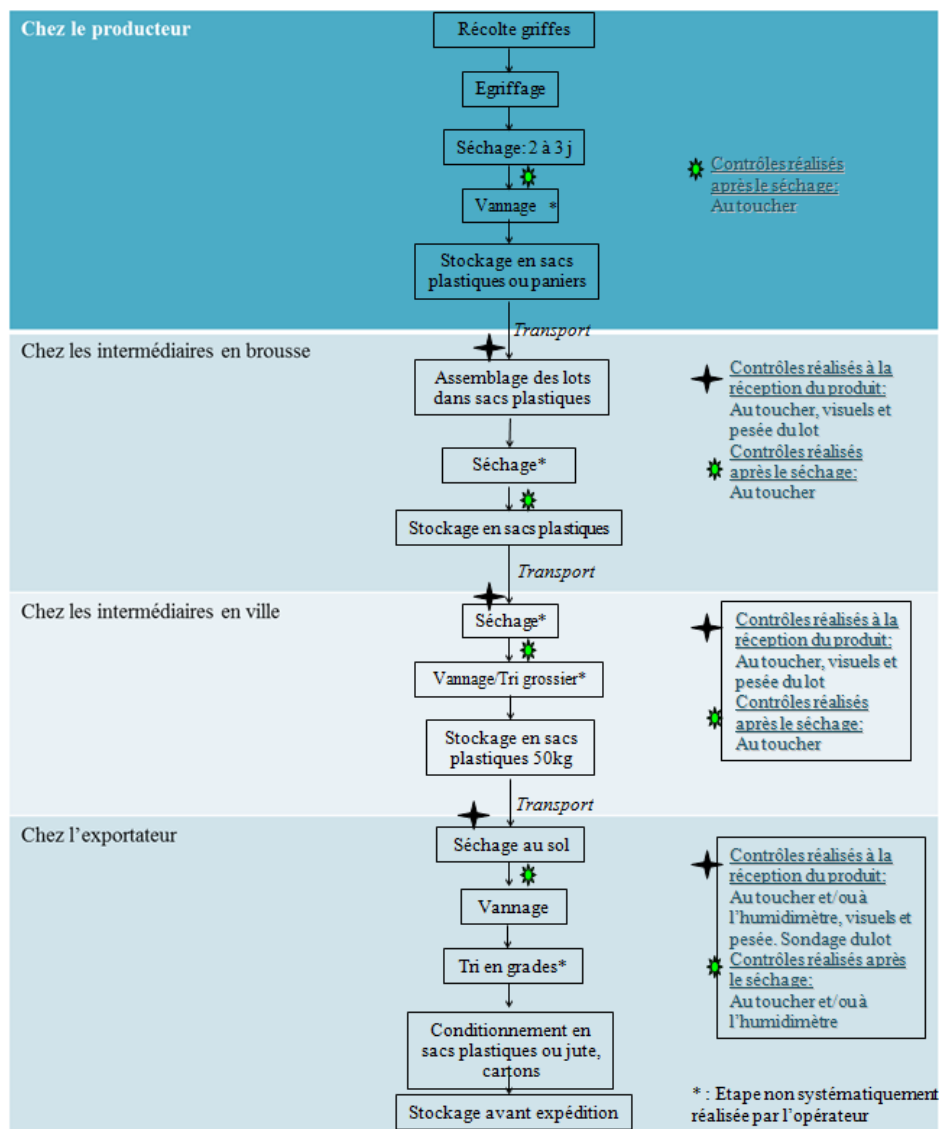 Chez le producteur
Récolte griffes
Egriffage
Séchage: 2 à 3 j
Vannage *
Stockage en sacs
plastiques ou paniers
Contrôles réalisés
après le séchage:
Au toucher
Transport
Chez les intermédiaires en brousse
Assemblage des lots
dans sacs plastiques
Séchage*
Stockage en sacs plastiques
Contrôles réalisés à la
réception du produit:
Au toucher, visuels et
pesée du lot
Contrôles réalisés
après le séchage:
Au toucher
Transport
Chez les intermédiaires en ville
Séchage*
Vannage/Tri grossier*
Stockage en sacs
plastiques 50kg
Contrôles réalisés à la
réception du produit:
Au toucher, visuels et
pesée du lot
Contrôles réalisés
après le séchage:
Au toucher
Transport
Chez l'exportateur
Séchage au sol
Vannage
Tri en grades*
Conditionnement en
sacs plastiques ou jute,
cartons
Stockage avant expédition
Contrôles réalisés à la
réception du produit:
Au toucher et/ou à
l'humidimètre, visuels et
pesée. Sondage du lot
Contrôles réalisés après
le séchage:
Au toucher et/ou à
l'humidimètre
* : Etape non systématiquement
réalisée par l'opérateur